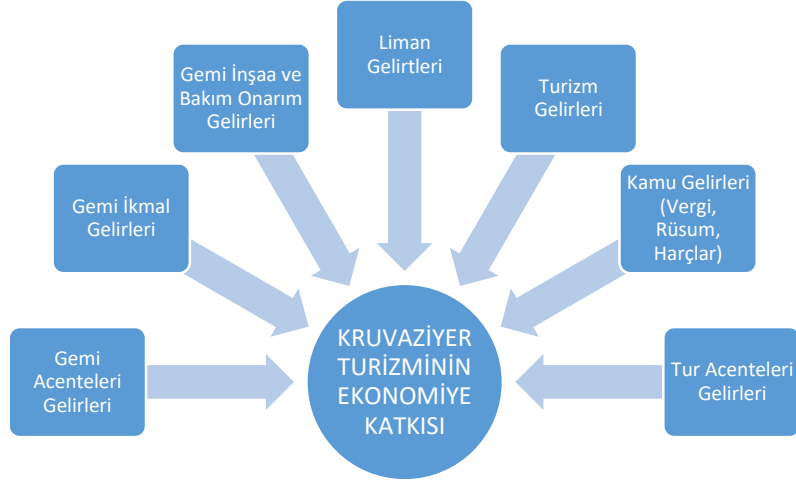 Liman
Gelirtleri
Gemi İnşaa ve
Bakım Onarım
Gelirleri
Turizm
Gelirleri
Gemi İkmal
Gelirleri
Kamu Gelirleri
(Vergi,
Rüsum,
Harçlar)
Gemi
Acenteleri
Gelirleri
KRUVAZİYER
TURİZMİNİN
EKONOMİYE
KATKISI
Tur Acenteleri
Gelirleri